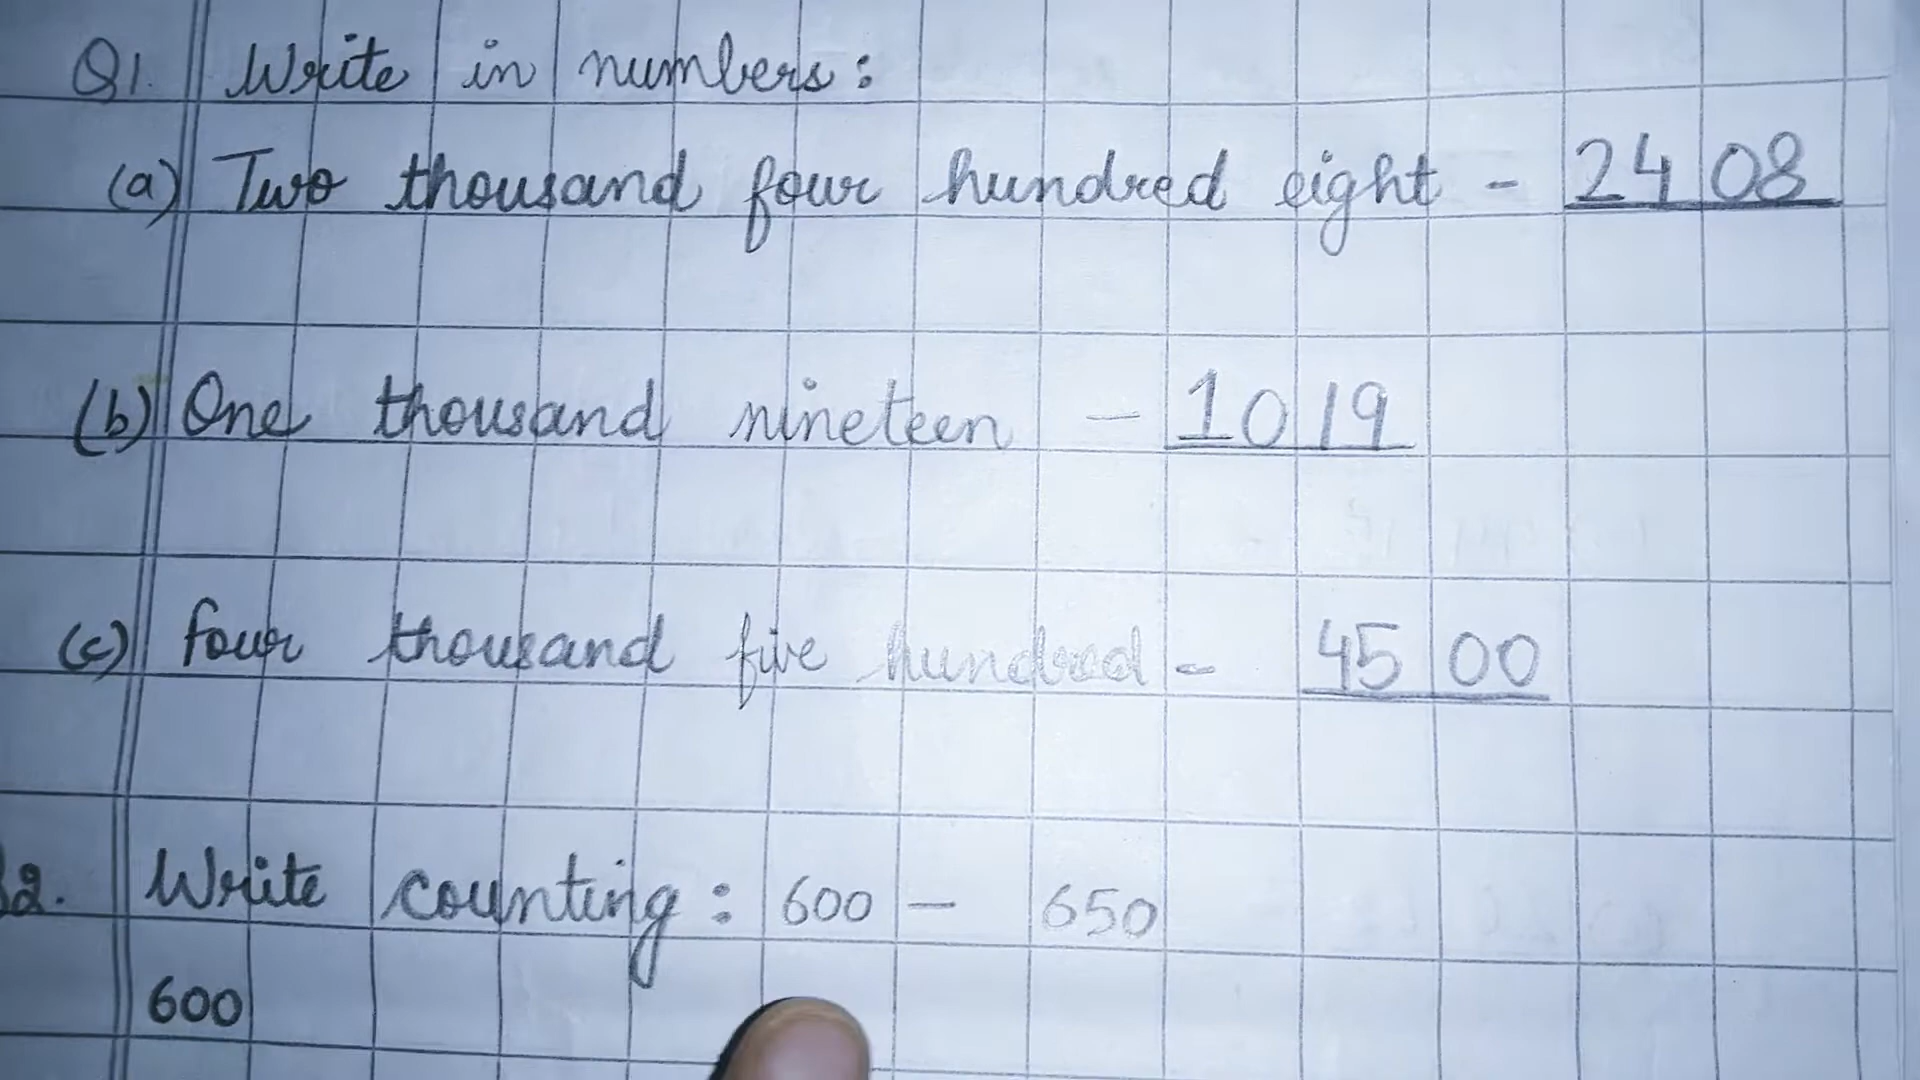 Q1. Write in numbers:
(a) Two thousand four hundred eight - 2408
(b) One thousand nineteen - 1019
(c) four thousand five hundred - 4500
2. Write counting: 600 - 650
600